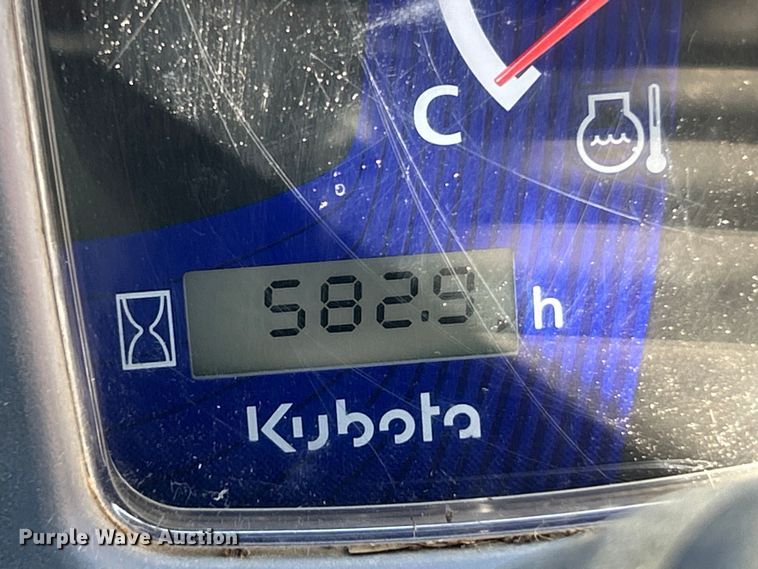 C
582.9 h
Kubota
Purple Wave Auction